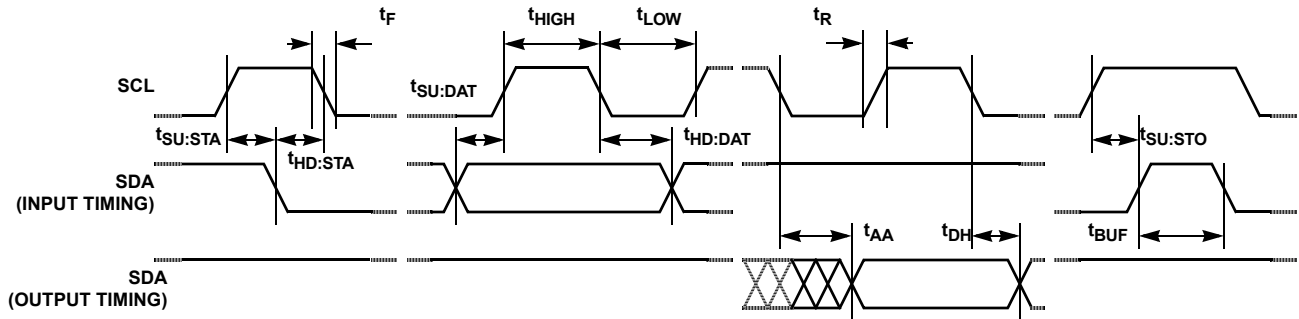 tF
tHIGH
tLOW
tR
SCL
tSU:DAT
tSU:STA
tHD:STA
tHD:DAT
tSU:STO
SDA
(INPUT TIMING)
tAA
tDH
tBUF
SDA
(OUTPUT TIMING)